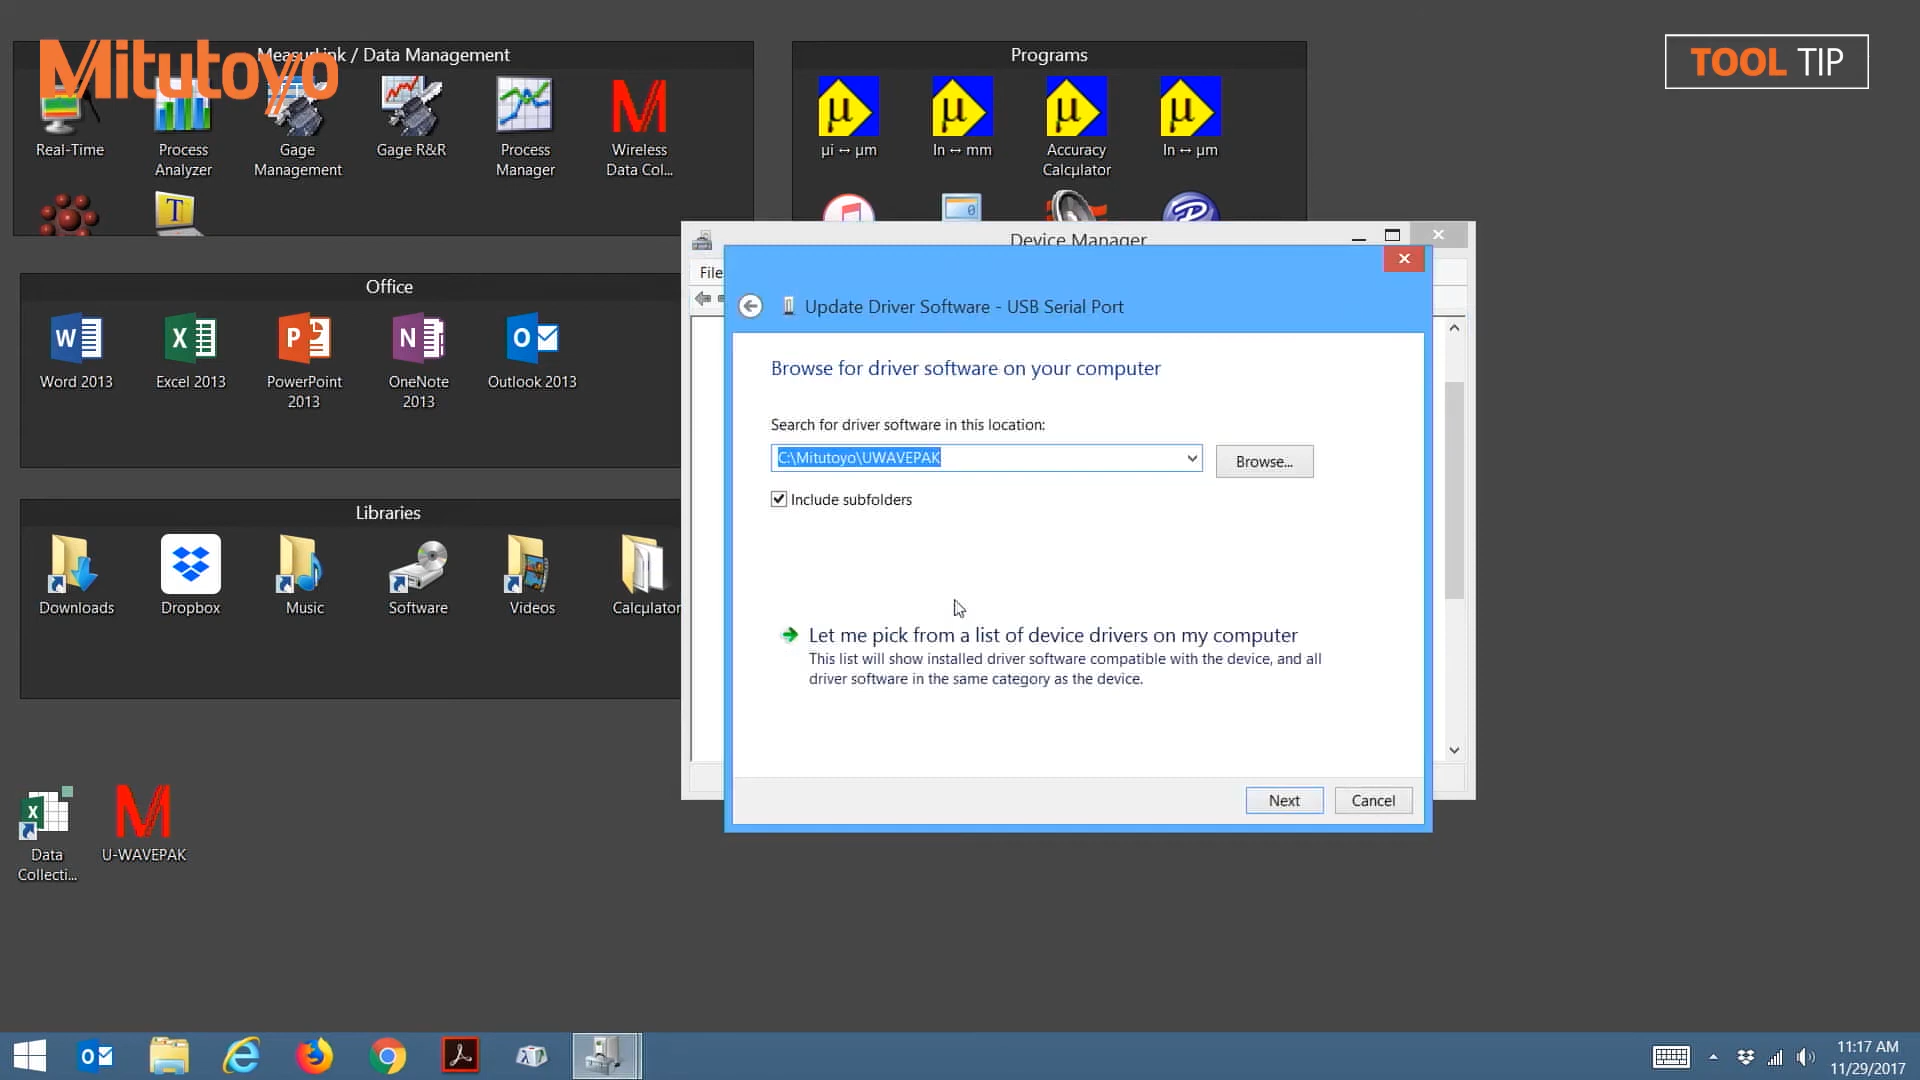 Mitutoyo
TOOL TIP
MeasurLink / Data Management
Real-Time
Process
Analyzer
Gage
Management
Gage R&R
Process
Manager
Wireless
Data Col...
Programs
µi ↔ µm
In ↔ mm
Accuracy
Calcµlator
In ↔ µm
Office
Word 2013
Excel 2013
PowerPoint
2013
OneNote
2013
Outlook 2013
Libraries
Downloads
Dropbox
Music
Software
Videos
Calcµlator
Data
Collecti...
U-WAVEPAK
Device Manager
File
Update Driver Software - USB Serial Port
Browse for driver software on your computer
Search for driver software in this location:
C:\Mitutoyo\UWAVEPAK
Browse...
Include subfolders
Let me pick from a list of device drivers on my computer
This list will show installed driver software compatible with the device, and all
driver software in the same category as the device.
Next
Cancel
11:17 AM
11/29/2017